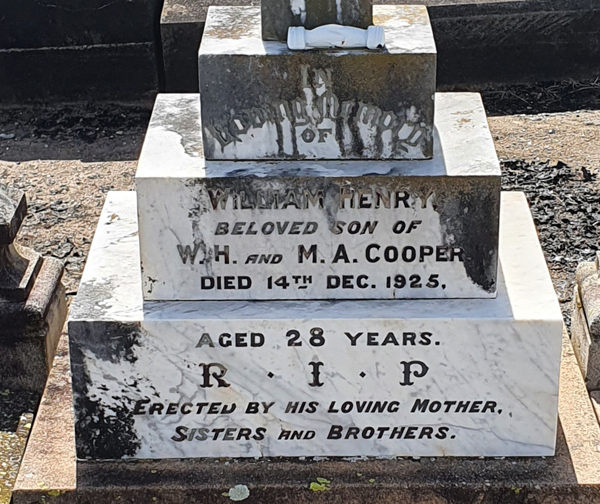 IN
Loving Memory
OF
WILLIAM HENRY,
BELOVED SON OF
W. H. AND M. A. COOPER
DIED 14TH DEC. 1925,
AGED 28 YEARS.
R · I · P
ERECTED BY HIS LOVING MOTHER,
SISTERS AND BROTHERS.